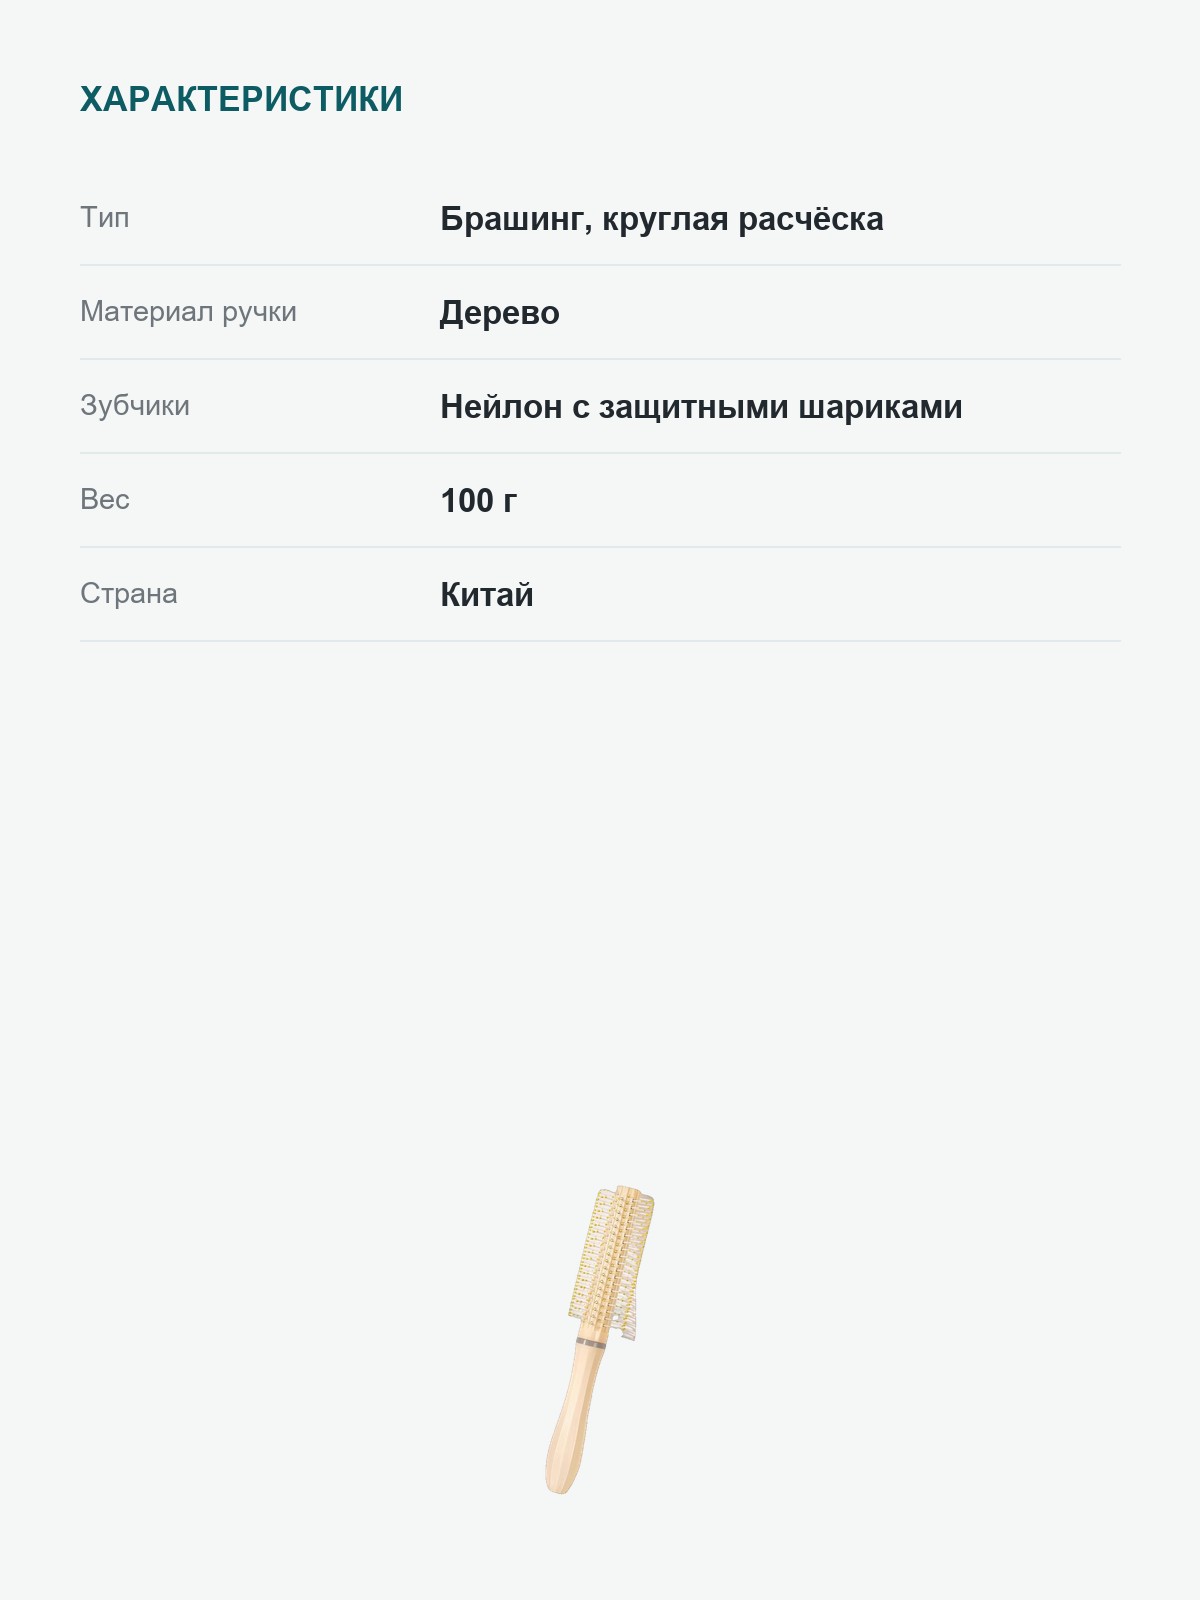 ХАРАКТЕРИСТИКИ
Тип Брашинг, круглая расчёска
Материал ручки Дерево
Зубчики Нейлон с защитными шариками
Вес 100 г
Страна Китай